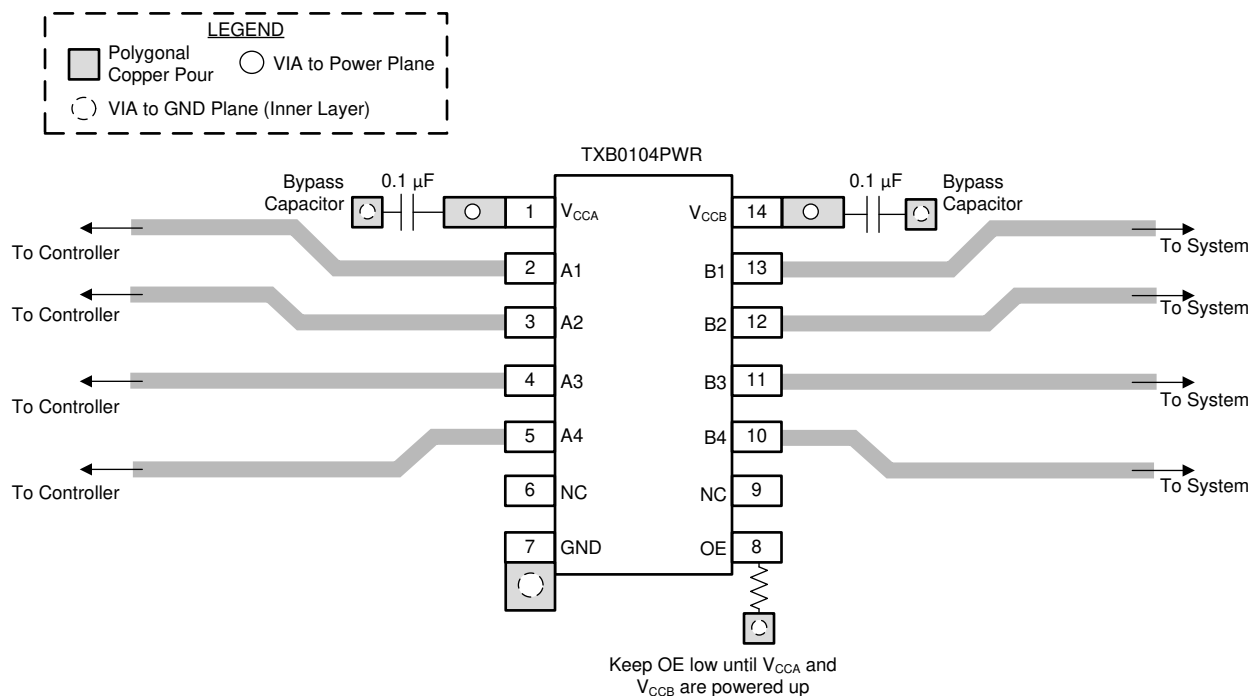 LEGEND
Polygonal
Copper Pour
VIA to Power Plane
VIA to GND Plane (Inner Layer)
TXB0104PWR
Bypass
Capacitor
0.1 µF
0.1 µF
Bypass
Capacitor
1 VCCA
VCCB 14
To Controller
To System
2 A1
B1 13
To Controller
To System
3 A2
B2 12
4 A3
B3 11
To Controller
To System
5 A4
B4 10
To Controller
To System
6 NC
NC 9
7 GND
OE 8
Keep OE low until VCCA and
VCCB are powered up